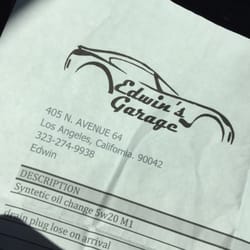 Edwin's
Garage
405 N. AVENUE 64
Los Angeles, California. 90042
323-274-9938
Edwin
DESCRIPTION
Syntetic oil change 5w20 M1
drain plug lose on arrival